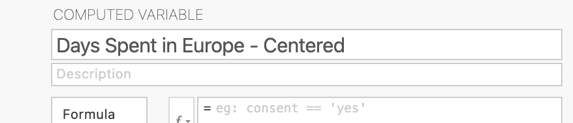 COMPUTED VARIABLE
Days Spent in Europe - Centered
Description
Formula ƒ = eg: consent == 'yes'